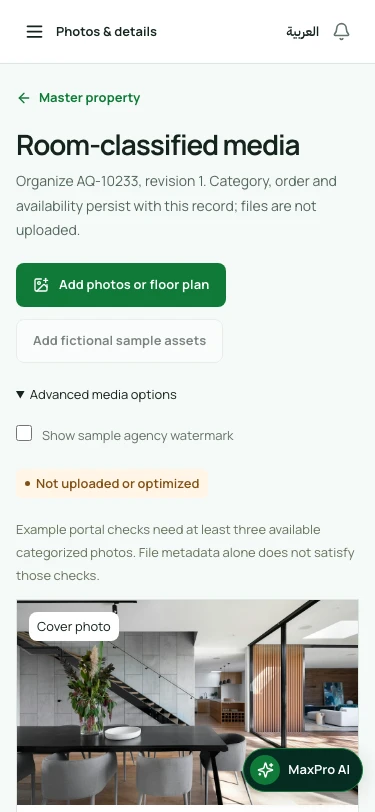 Photos & details
العربية
Master property
Room-classified media
Organize AQ-10233, revision 1. Category, order and
availability persist with this record; files are not
uploaded.
Add photos or floor plan
Add fictional sample assets
Advanced media options
Show sample agency watermark
Not uploaded or optimized
Example portal checks need at least three available
categorized photos. File metadata alone does not satisfy
those checks.
Cover photo
MaxPro AI